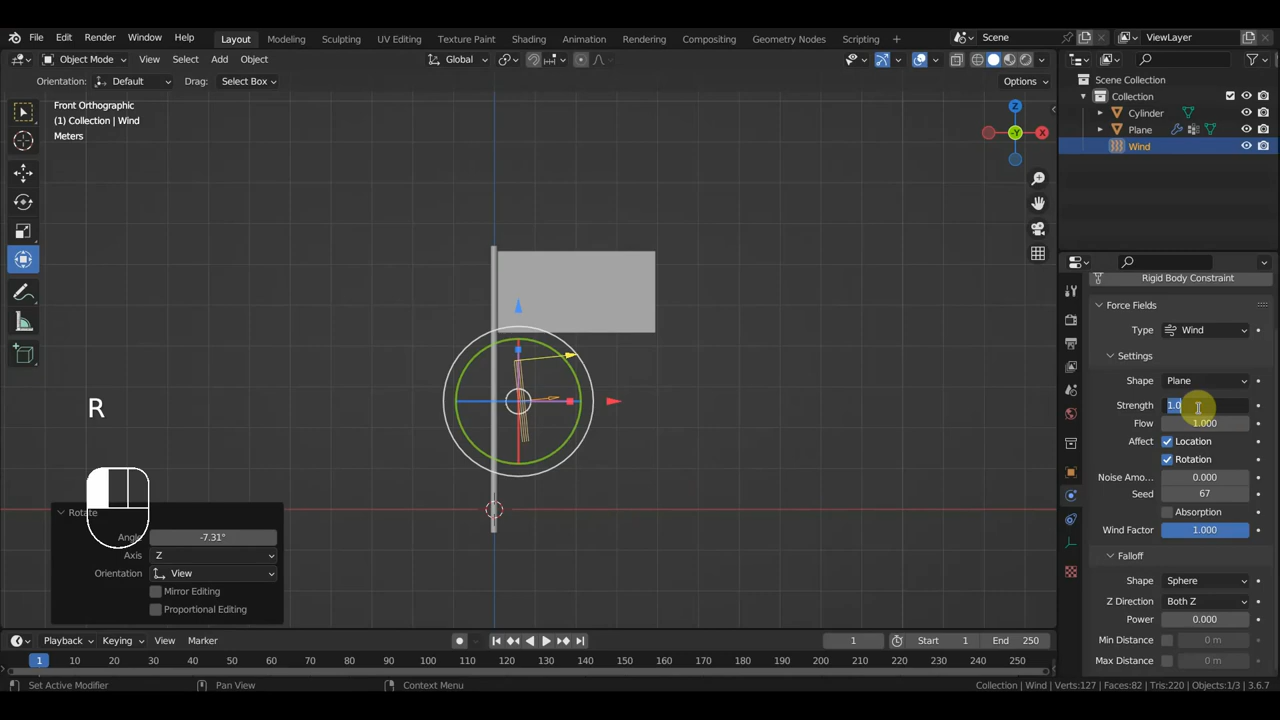 File Edit Render Window Help Layout Modeling Sculpting UV Editing Texture Paint Shading Animation Rendering Compositing Geometry Nodes Scripting + Scene ViewLayer
Object Mode View Select Add Object Global
Orientation: Default Drag: Select Box Options
Front Orthographic
(1) Collection | Wind
Meters
Z
X
-Y
Scene Collection
Collection
Cylinder
Plane
Wind
Rigid Body Constraint
Force Fields
Type Wind
Settings
Shape Plane
Strength 1.0
Flow 1.000
Affect Location
Rotation
Noise Amo... 0.000
Seed 67
Absorption
Wind Factor 1.000
Falloff
Shape Sphere
Z Direction Both Z
Power 0.000
Min Distance 0 m
Max Distance 0 m
R
Rotate
Angle -7.31°
Axis Z
Orientation View
Mirror Editing
Proportional Editing
Playback Keying View Marker 1 Start 1 End 250
1 10 20 30 40 50 60 70 80 90 100 110 120 130 140 150 160 170 180 190 200 210 220 230 240 250
Set Active Modifier Pan View Context Menu Collection | Wind | Verts:127 | Faces:82 | Tris:220 | Objects:1/3 | 3.6.7